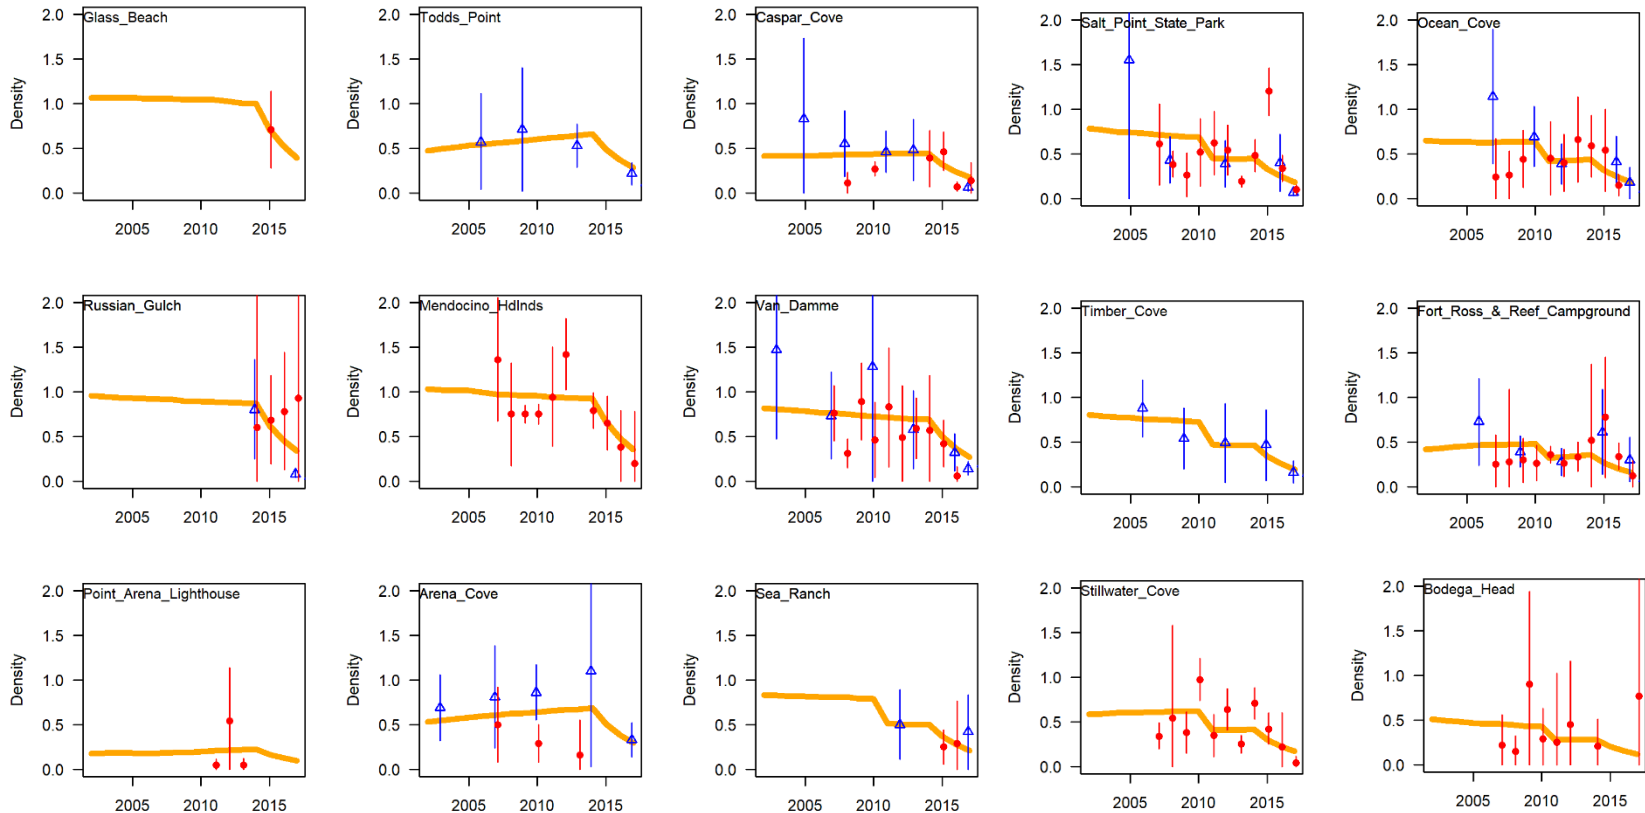 Glass_Beach
Density
2.0
1.5
1.0
0.5
0.0
2005 2010 2015
Todds_Point
Density
2.0
1.5
1.0
0.5
0.0
2005 2010 2015
Caspar_Cove
Density
2.0
1.5
1.0
0.5
0.0
2005 2010 2015
Salt_Point_State_Park
Density
2.0
1.5
1.0
0.5
0.0
2005 2010 2015
Ocean_Cove
Density
2.0
1.5
1.0
0.5
0.0
2005 2010 2015
Russian_Gulch
Density
2.0
1.5
1.0
0.5
0.0
2005 2010 2015
Mendocino_Hdlnds
Density
2.0
1.5
1.0
0.5
0.0
2005 2010 2015
Van_Damme
Density
2.0
1.5
1.0
0.5
0.0
2005 2010 2015
Timber_Cove
Density
2.0
1.5
1.0
0.5
0.0
2005 2010 2015
Fort_Ross_&_Reef_Campground
Density
2.0
1.5
1.0
0.5
0.0
2005 2010 2015
Point_Arena_Lighthouse
Density
2.0
1.5
1.0
0.5
0.0
2005 2010 2015
Arena_Cove
Density
2.0
1.5
1.0
0.5
0.0
2005 2010 2015
Sea_Ranch
Density
2.0
1.5
1.0
0.5
0.0
2005 2010 2015
Stillwater_Cove
Density
2.0
1.5
1.0
0.5
0.0
2005 2010 2015
Bodega_Head
Density
2.0
1.5
1.0
0.5
0.0
2005 2010 2015